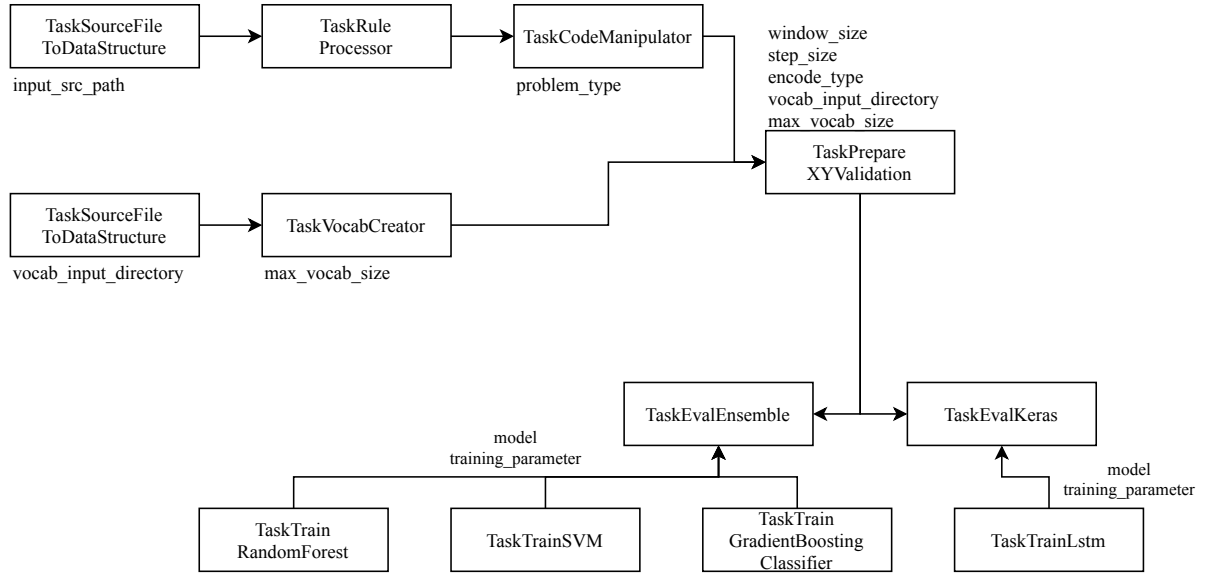 TaskSourceFile
ToDataStructure
input_src_path
TaskRule
Processor
TaskCodeManipulator
problem_type
window_size
step_size
encode_type
vocab_input_directory
max_vocab_size
TaskPrepare
XYValidation
TaskSourceFile
ToDataStructure
vocab_input_directory
TaskVocabCreator
max_vocab_size
TaskEvalEnsemble
TaskEvalKeras
model
training_parameter
model
training_parameter
TaskTrain
RandomForest
TaskTrainSVM
TaskTrain
GradientBoosting
Classifier
TaskTrainLstm